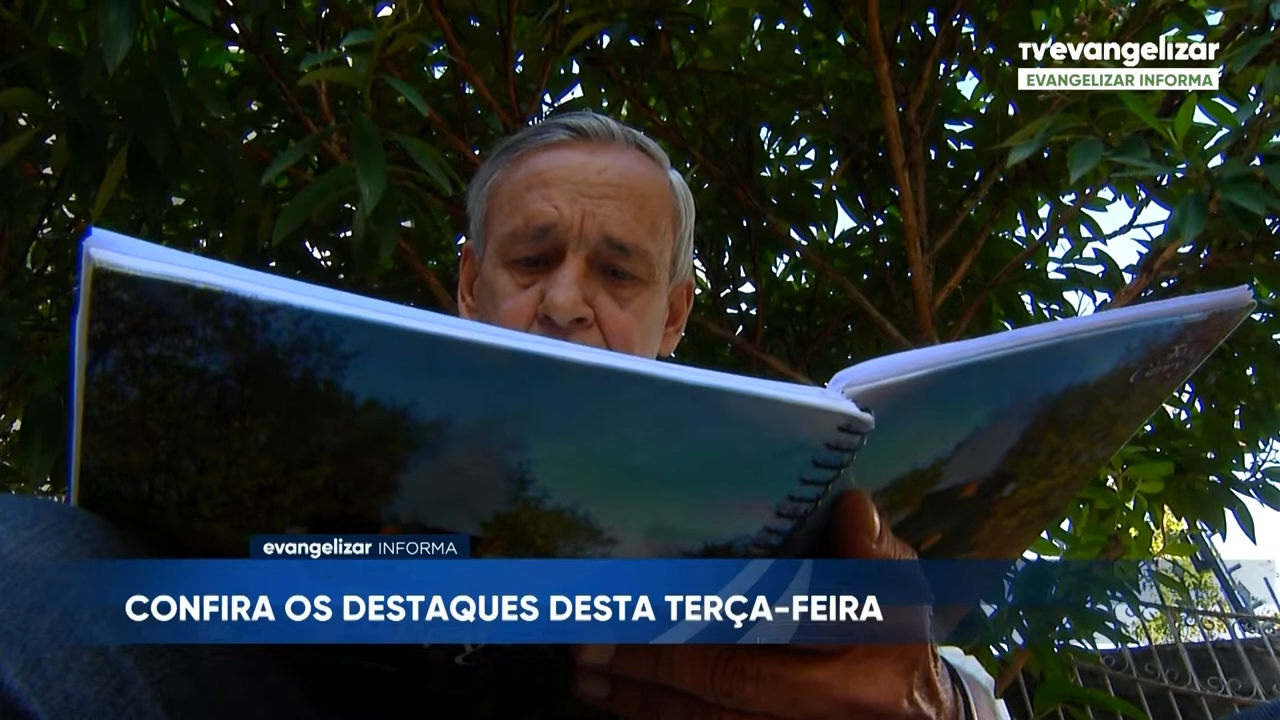 TVevangelizar
EVANGELIZAR INFORMA
evangelizar INFORMA
CONFIRA OS DESTAQUES DESTA TERÇA-FEIRA